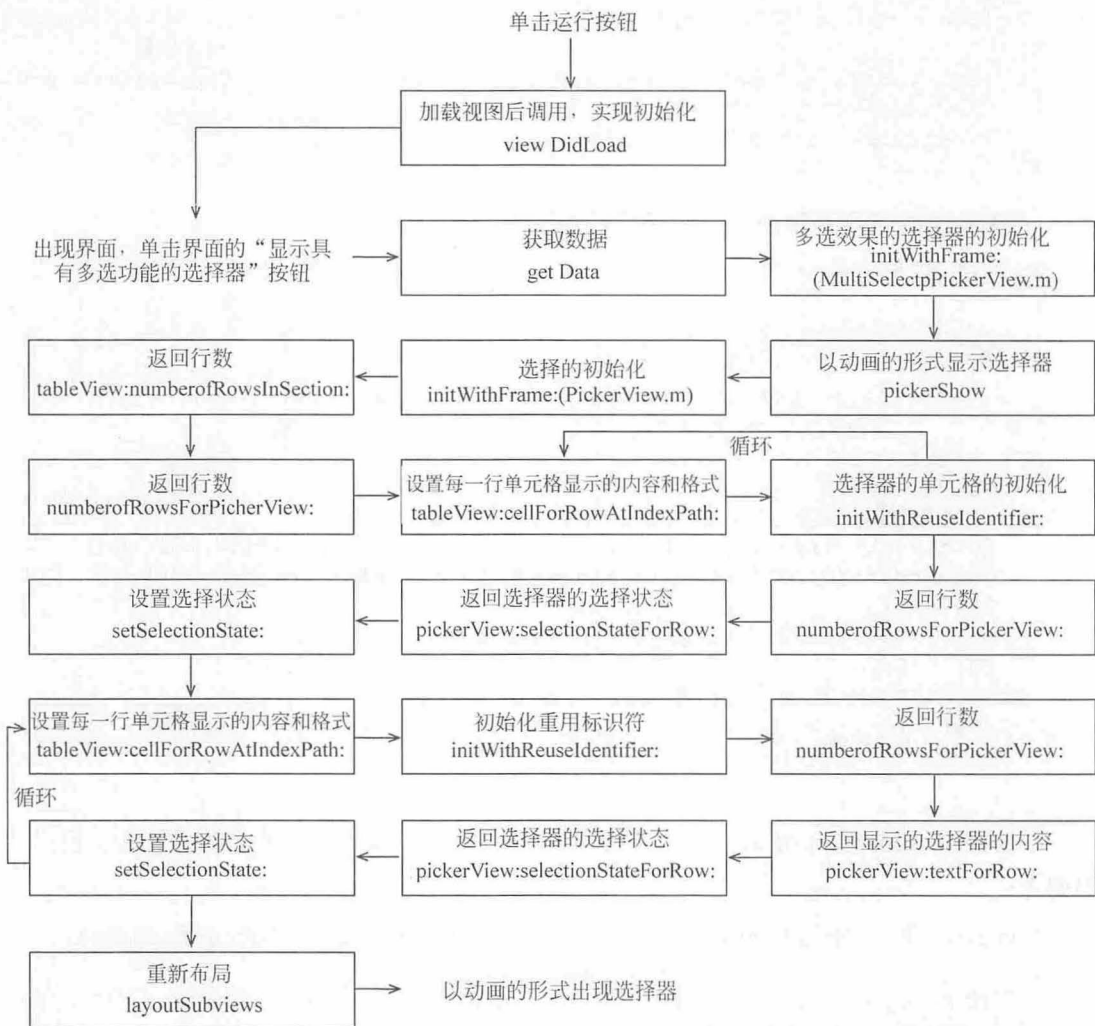 单击运行按钮
加载视图后调用，实现初始化
view DidLoad
出现界面，单击界面的“显示具
有多选功能的选择器”按钮
获取数据
get Data
多选效果的选择器的初始化
initWithFrame:
(MultiSelectpPickerView.m)
返回行数
tableView:numberofRowsInSection:
选择的初始化
initWithFrame:(PickerView.m)
以动画的形式显示选择器
pickerShow
循环
返回行数
numberofRowsForPicherView:
设置每一行单元格显示的内容和格式
tableView:cellForRowAtIndexPath:
选择器的单元格的初始化
initWithReuseIdentifier:
设置选择状态
setSelectionState:
返回选择器的选择状态
pickerView:selectionStateForRow:
返回行数
numberofRowsForPickerView:
设置每一行单元格显示的内容和格式
tableView:cellForRowAtIndexPath:
初始化重用标识符
initWithReuseIdentifier:
返回行数
numberofRowsForPickerView:
循环
设置选择状态
setSelectionState:
返回选择器的选择状态
pickerView:selectionStateForRow:
返回显示的选择器的内容
pickerView:textForRow:
重新布局
layoutSubviews
以动画的形式出现选择器